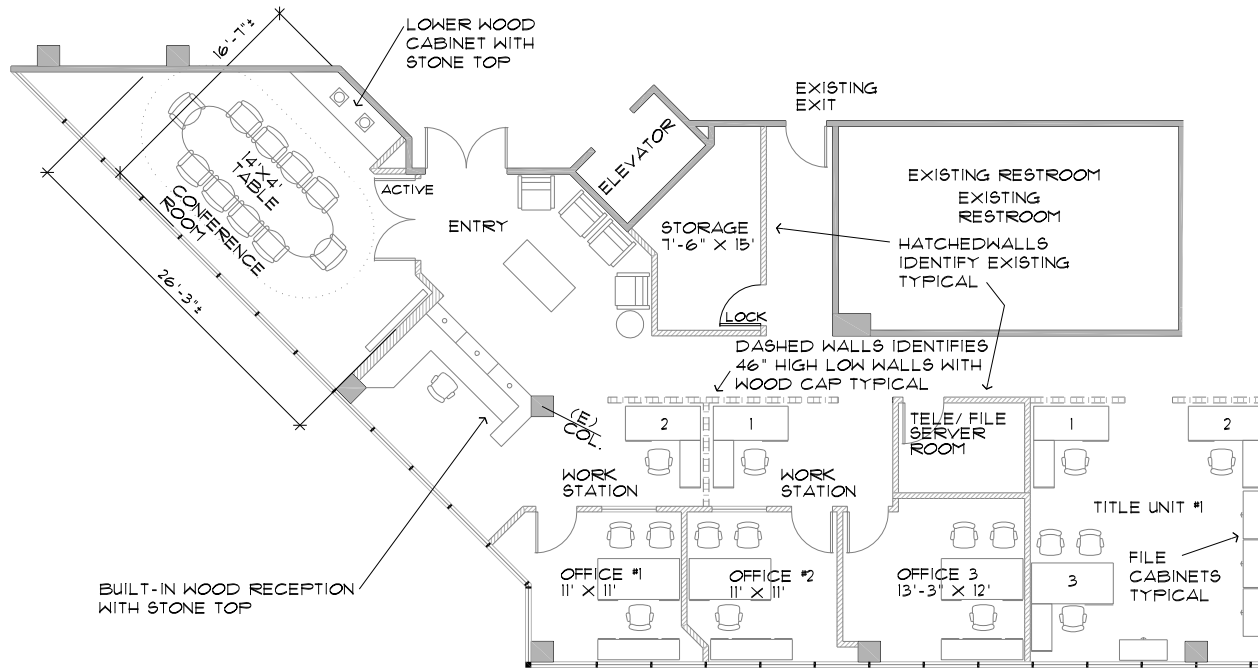 16'-7"±
LOWER WOOD
CABINET WITH
STONE TOP
EXISTING
EXIT
ELEVATOR
14'X4'
TABLE
CONFERENCE
ROOM
ACTIVE
ENTRY
STORAGE
7'-6" X 15'
EXISTING RESTROOM
EXISTING
RESTROOM
HATCHEDWALLS
IDENTIFY EXISTING
TYPICAL
26'-3"±
LOCK
DASHED WALLS IDENTIFIES
46" HIGH LOW WALLS WITH
WOOD CAP TYPICAL
(E)
COL.
2
1
TELE/ FILE
SERVER
ROOM
1
2
WORK
STATION
WORK
STATION
TITLE UNIT #1
BUILT-IN WOOD RECEPTION
WITH STONE TOP
OFFICE #1
11' X 11'
OFFICE #2
11' X 11'
OFFICE 3
13'-3" X 12'
3
FILE
CABINETS
TYPICAL